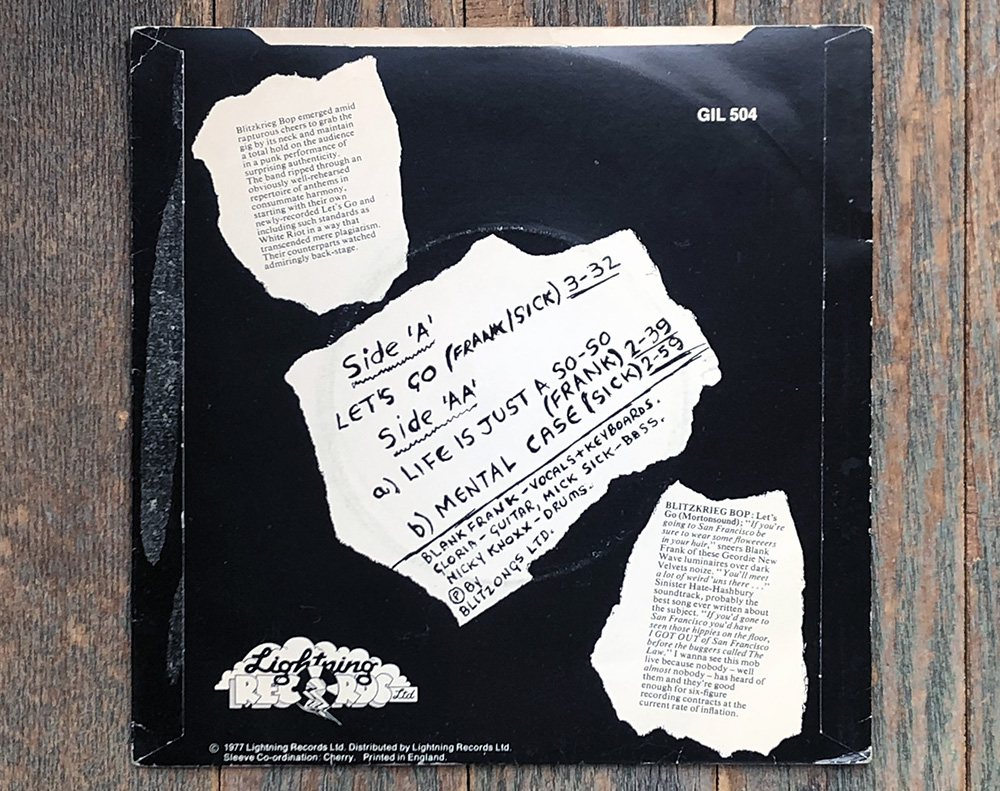 GIL 504
Blitzkrieg Bop emerged amid
rapturous cheers to grab the
gig by its neck and maintain
a total hold on the audience
in a punk performance of
surprising authenticity.
The band ripped through an
obviously well-rehearsed
repertoire of anthems in
consummate harmony,
starting with their own
newly-recorded Let's Go and
including such standards as
White Riot in a way that
transcended mere plagiarism.
Their counterparts watched
admiringly back-stage.
Side 'A'
LET'S GO (FRANK/SICK) 3-32
Side 'AA'
a) LIFE IS JUST A SO-SO
(FRANK) 2-39
b) MENTAL CASE (SICK) 2-59
BLANK FRANK - VOCALS + KEYBOARDS.
GLORIA - GUITAR, MICK SICK - BASS.
NICKY KNOXX - DRUMS.
℗ BY
BLITZONGS LTD.
BLITZKRIEG BOP: Let's
Go (Mortonsound): "If you're
going to San Francisco be
sure to wear some floweeeers
in your hair," sneers Blank
Frank of these Geordie New
Wave luminaires over dark
Velvets noize. "You'll meet
a lot of weird 'uns there . . ."
Sinister Hate-Hashbury
soundtrack, probably the
best song ever written about
the subject. "If you'd gone to
San Francisco you'd have
seen those hippies on the floor,
I GOT OUT of San Francisco
before the buggers called The
Law." I wanna see this mob
live because nobody – well
almost nobody – has heard of
them and they're good
enough for six-figure
recording contracts at the
current rate of inflation.
Lightning
RECORDS Ltd
© 1977 Lightning Records Ltd. Distributed by Lightning Records Ltd.
Sleeve Co-ordination: Cherry. Printed in England.